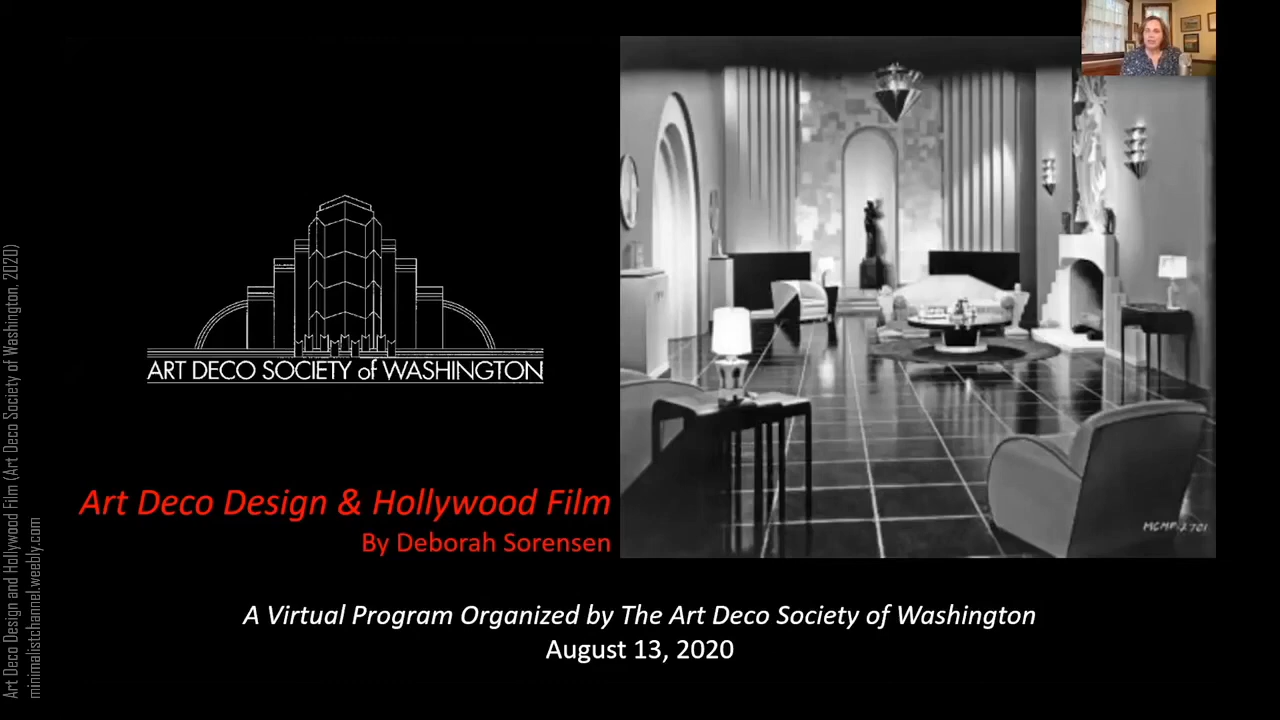 ART DECO SOCIETY of WASHINGTON
Art Deco Design & Hollywood Film
By Deborah Sorensen
A Virtual Program Organized by The Art Deco Society of Washington
August 13, 2020
Art Deco Design and Hollywood Film (Art Deco Society of Washington, 2020)
minimalistchannel.weebly.com